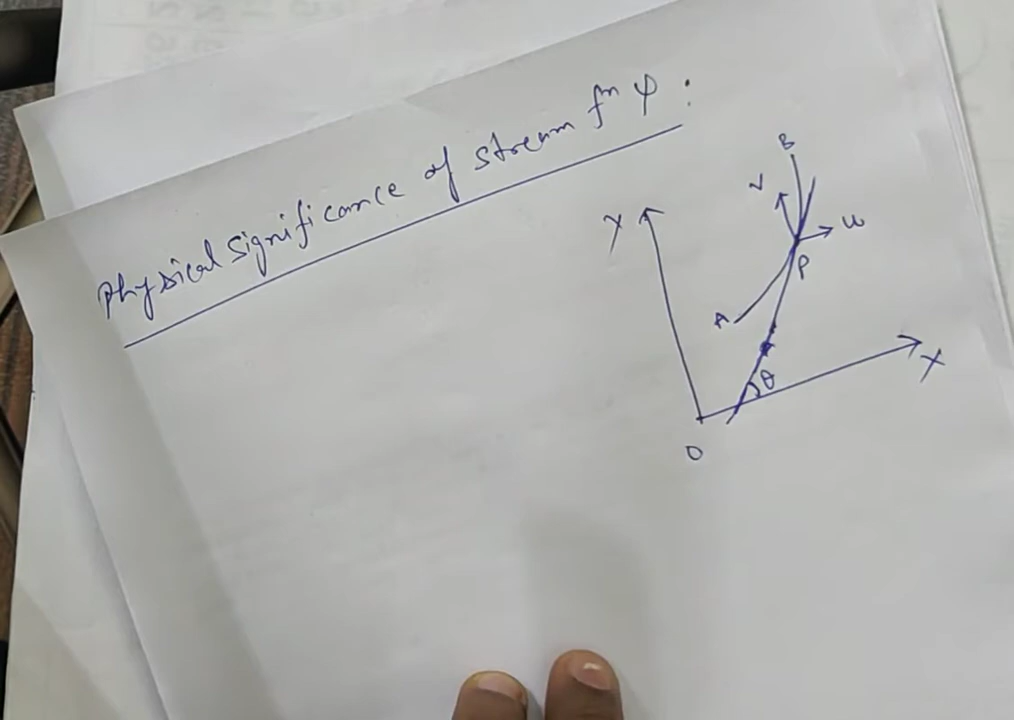 Physical significance of stream fn ψ :
B
V
Y
u
P
A
θ
X
O